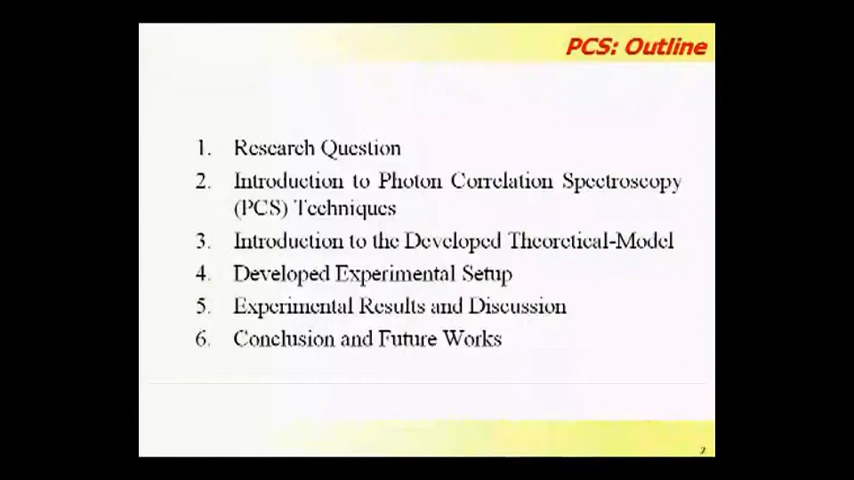 PCS: Outline
1. Research Question
2. Introduction to Photon Correlation Spectroscopy
(PCS) Techniques
3. Introduction to the Developed Theoretical-Model
4. Developed Experimental Setup
5. Experimental Results and Discussion
6. Conclusion and Future Works
2